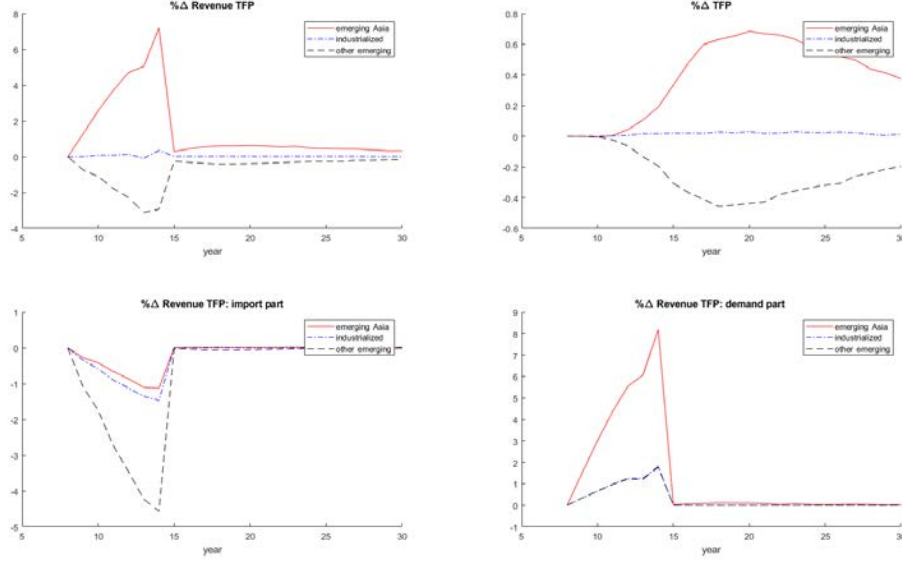 %Δ Revenue TFP
8
6
4
2
0
-2
-4
5
10
15
20
25
30
year
emerging Asia
industrialized
other emerging
%Δ TFP
0.8
0.6
0.4
0.2
0
-0.2
-0.4
-0.6
5
10
15
20
25
30
year
emerging Asia
industrialized
other emerging
%Δ Revenue TFP: import part
1
0
-1
-2
-3
-4
-5
5
10
15
20
25
30
year
emerging Asia
industrialized
other emerging
%Δ Revenue TFP: demand part
9
8
7
6
5
4
3
2
1
0
-1
5
10
15
20
25
30
year
emerging Asia
industrialized
other emerging